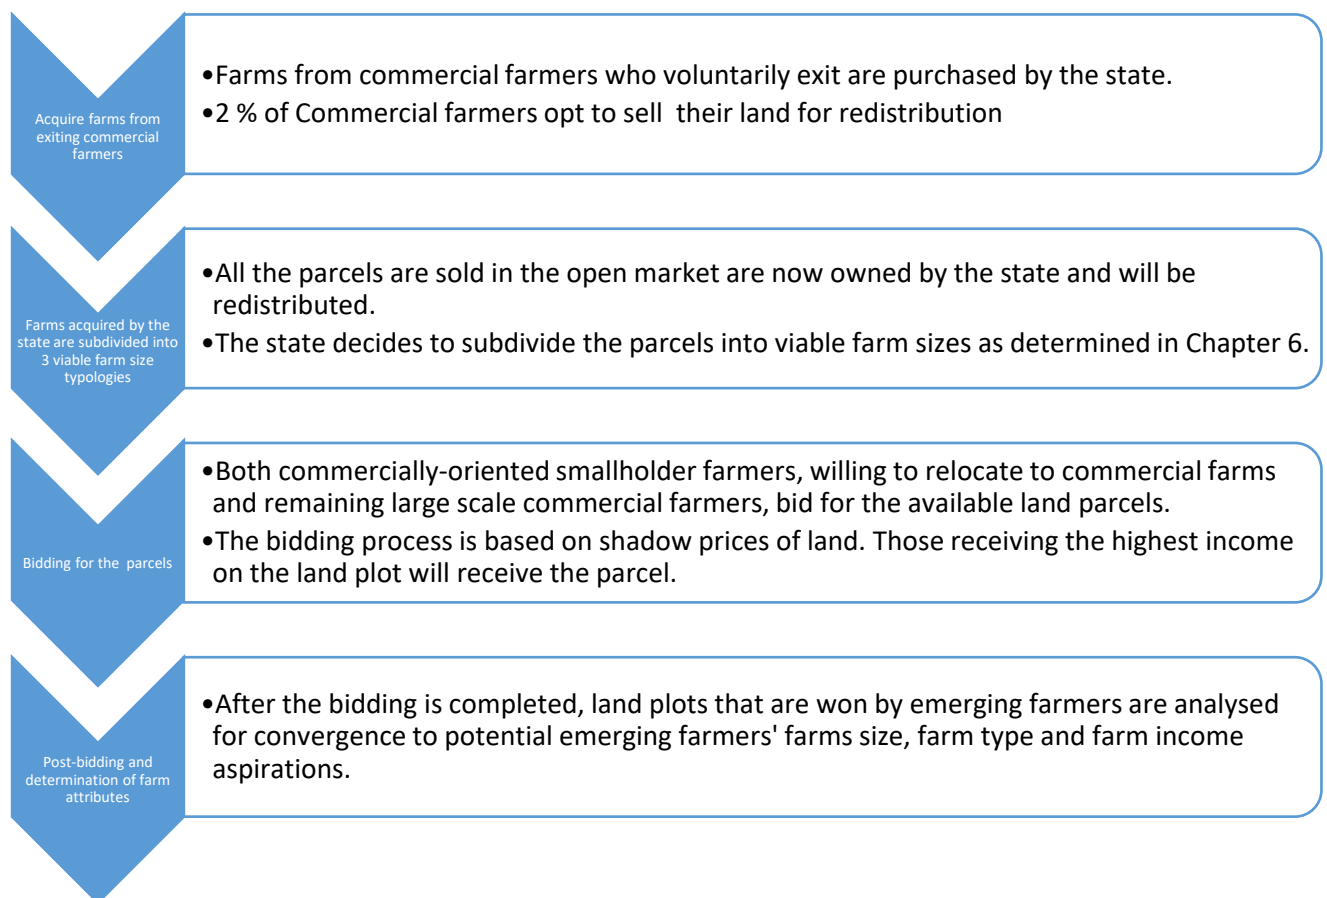 Acquire farms from
exiting commercial
farmers
•Farms from commercial farmers who voluntarily exit are purchased by the state.
•2 % of Commercial farmers opt to sell  their land for redistribution
Farms acquired by the
state are subdivided into
3 viable farm size
typologies
•All the parcels are sold in the open market are now owned by the state and will be
redistributed.
•The state decides to subdivide the parcels into viable farm sizes as determined in Chapter 6.
Bidding for the  parcels
•Both commercially-oriented smallholder farmers, willing to relocate to commercial farms
and remaining large scale commercial farmers, bid for the available land parcels.
•The bidding process is based on shadow prices of land. Those receiving the highest income
on the land plot will receive the parcel.
Post-bidding and
determination of farm
attributes
•After the bidding is completed, land plots that are won by emerging farmers are analysed
for convergence to potential emerging farmers' farms size, farm type and farm income
aspirations.